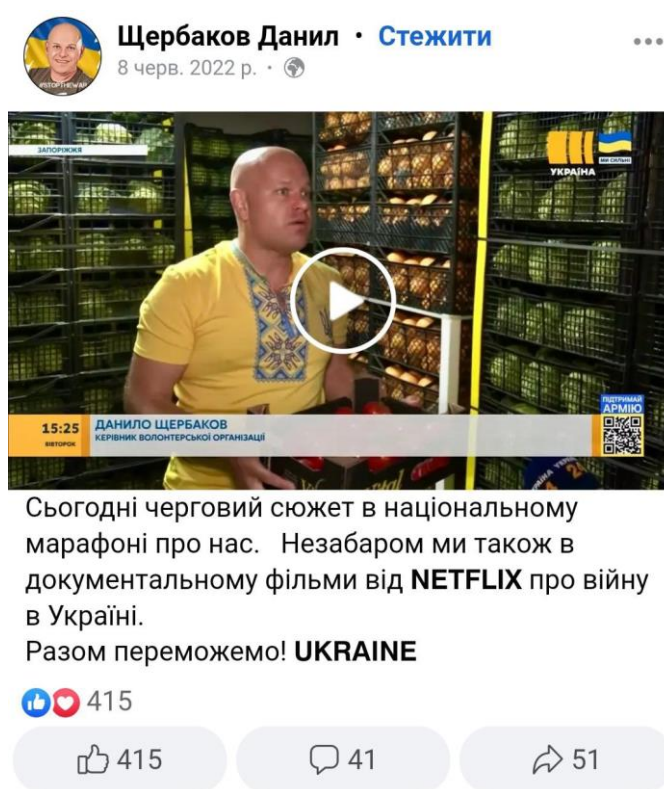 Щербаков Данил • Стежити
8 черв. 2022 р. ·
#STOPTHEWAR
ЗАПОРІЖЖЯ
УКРАЇНА
МИ СИЛЬНІ
ПІДТРИМАЙ
АРМІЮ
15:25
ВІВТОРОК
ДАНИЛО ЩЕРБАКОВ
КЕРІВНИК ВОЛОНТЕРСЬКОЇ ОРГАНІЗАЦІЇ
Сьогодні черговий сюжет в національному
марафоні про нас. Незабаром ми також в
документальному фільми від NETFLIX про війну
в Україні.
Разом переможемо! UKRAINE
415
415
41
51